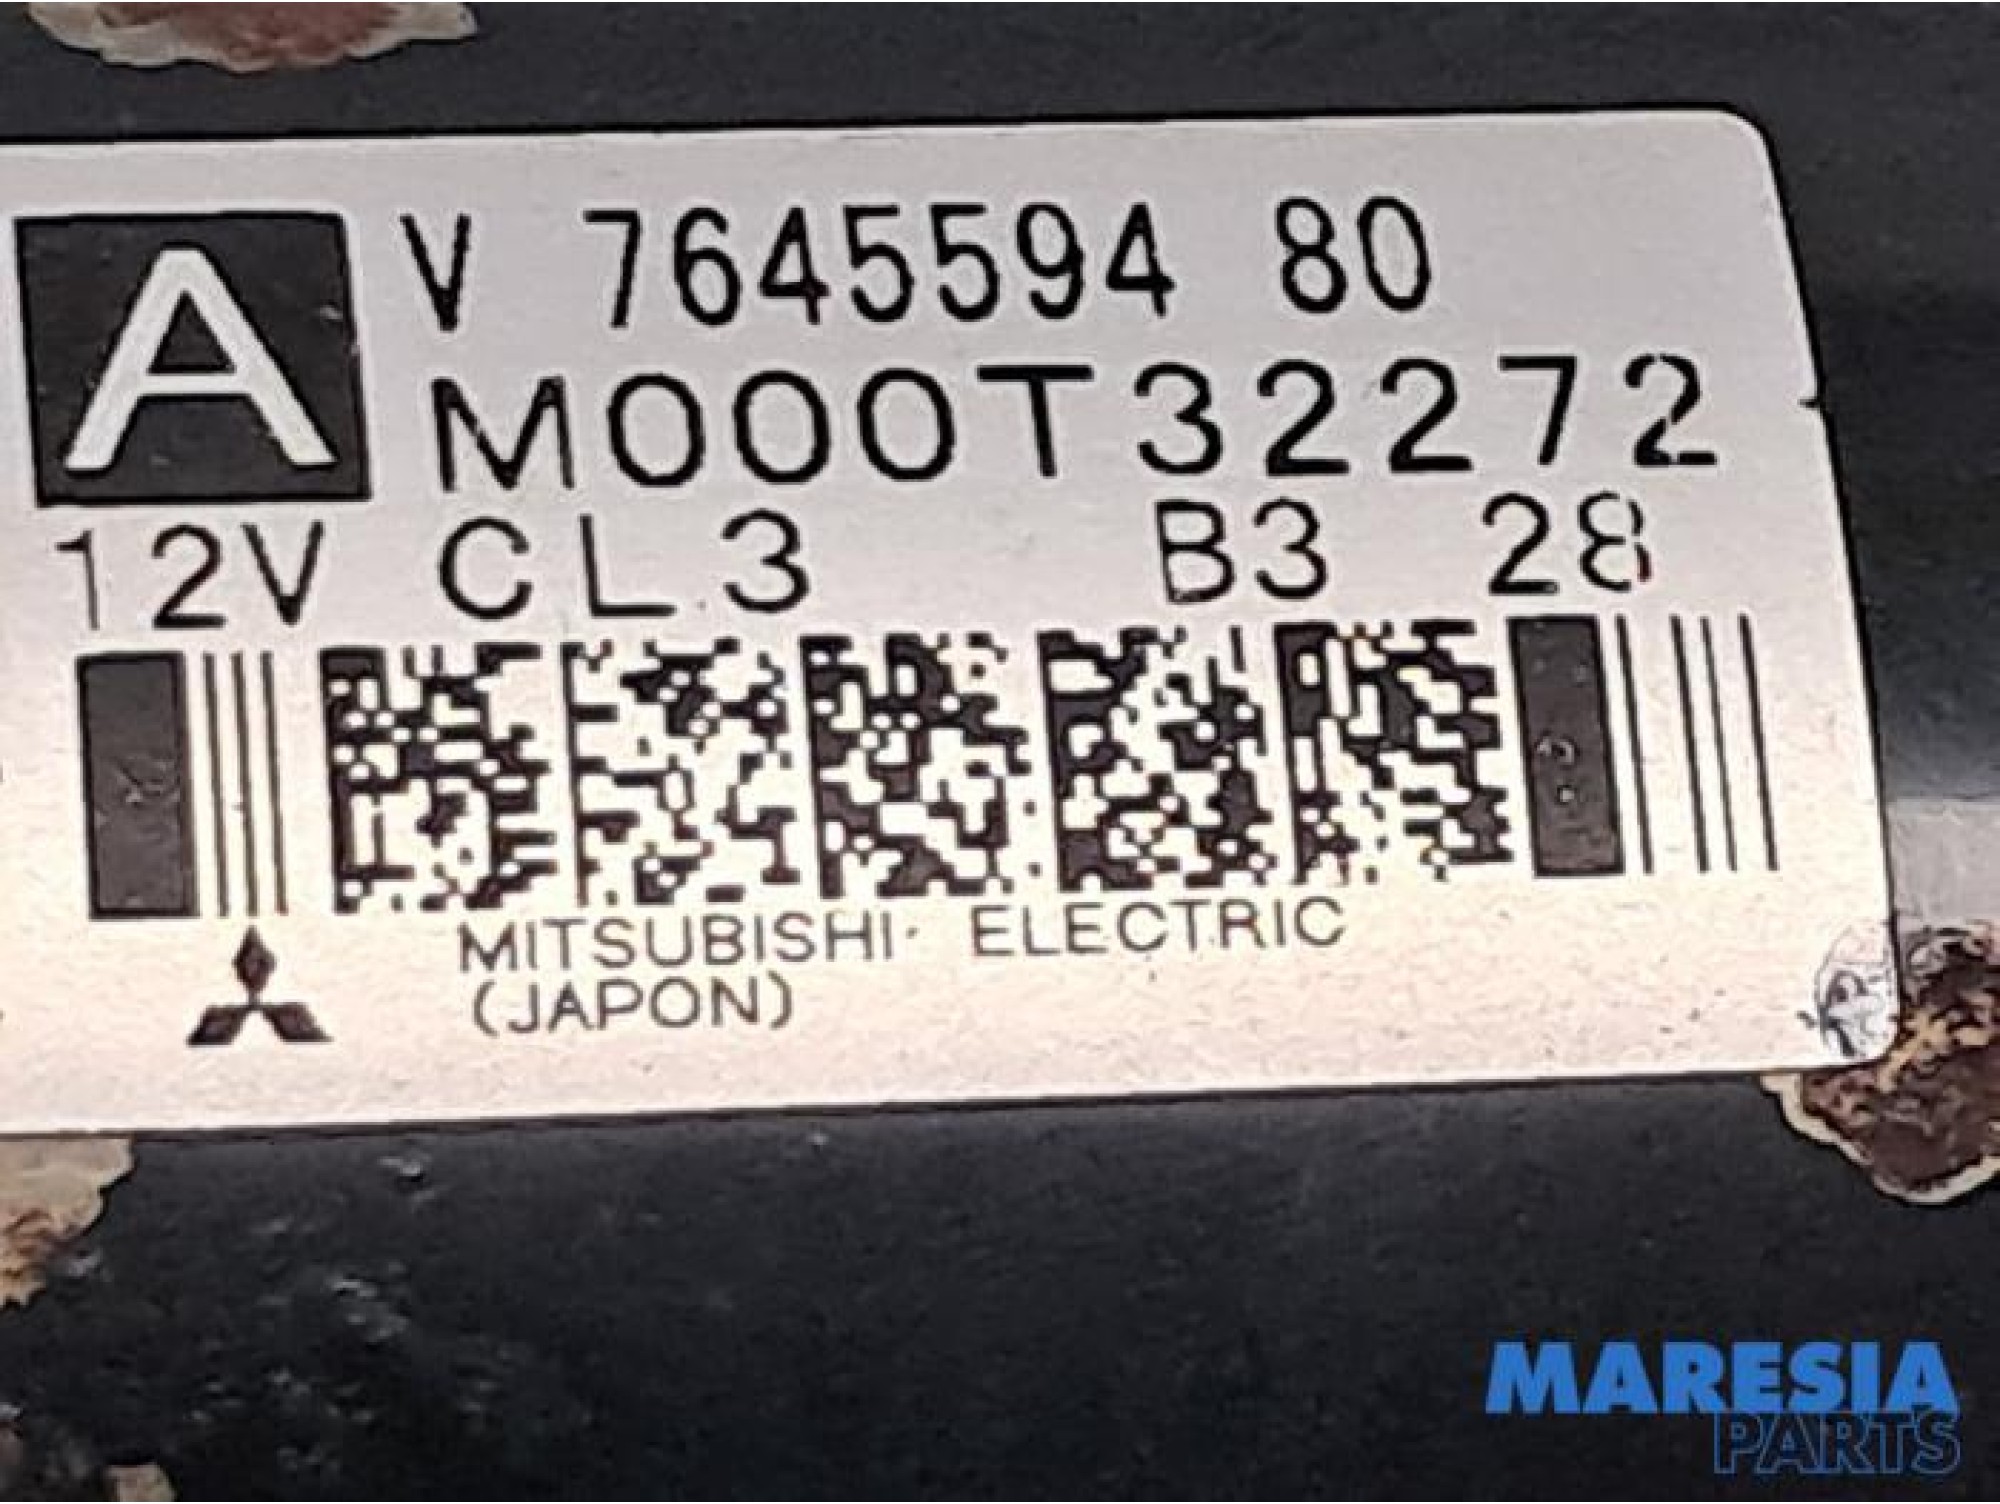 A V 7645594 80
M000T32272
12V CL3 B3 28
MITSUBISHI ELECTRIC
(JAPON)
MARESIA
PARTS